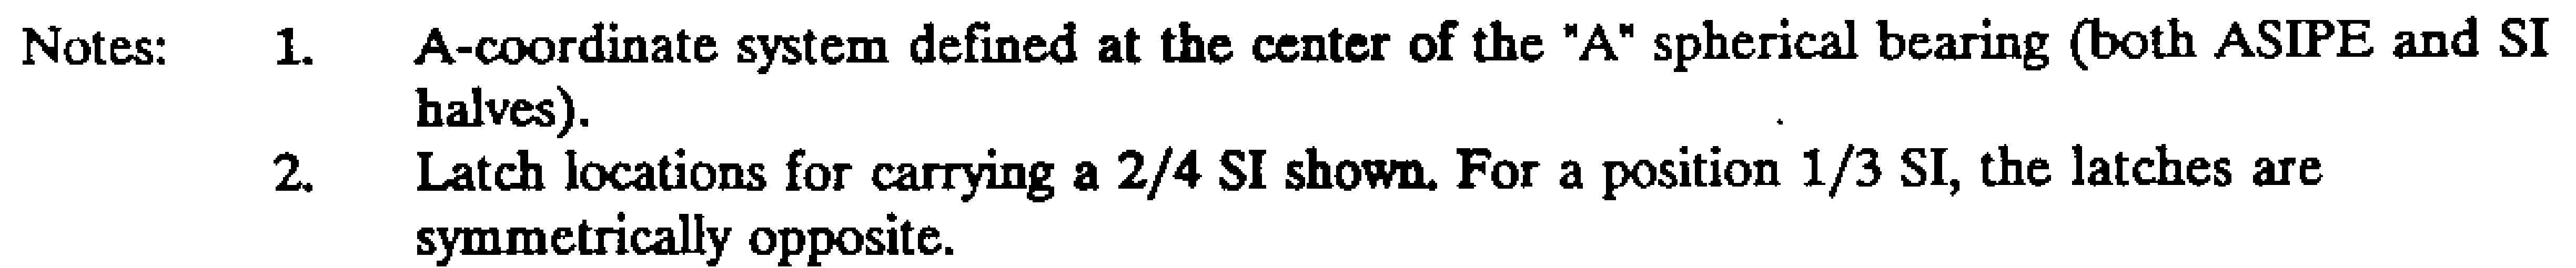 Notes: 1. A-coordinate system defined at the center of the "A" spherical bearing (both ASIPE and SI
halves).
2. Latch locations for carrying a 2/4 SI shown. For a position 1/3 SI, the latches are
symmetrically opposite.